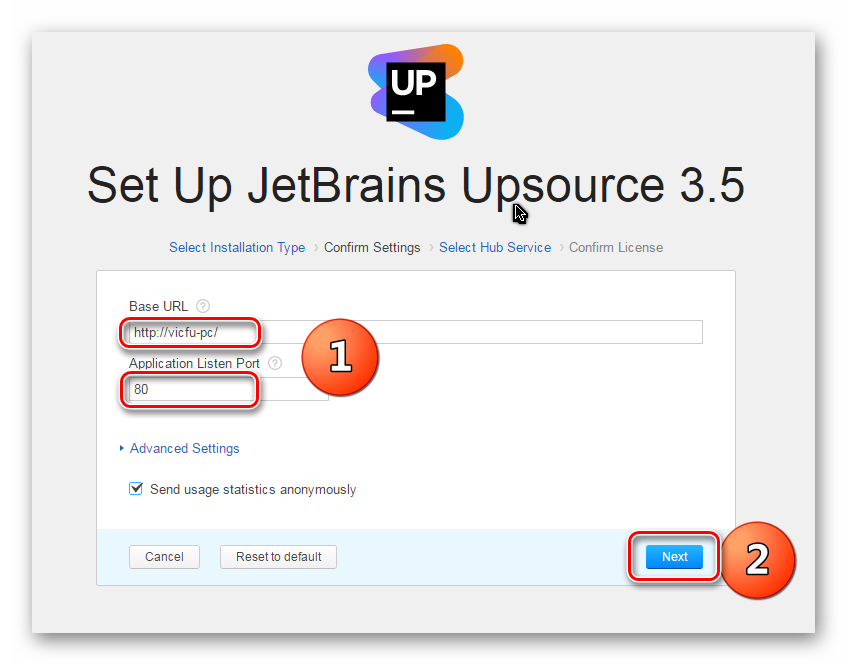 UP
Set Up JetBrains Upsource 3.5
Select Installation Type › Confirm Settings › Select Hub Service › Confirm License
Base URL ?
http://vicfu-pc/
1
Application Listen Port ?
80
Advanced Settings
Send usage statistics anonymously
Cancel Reset to default Next
2